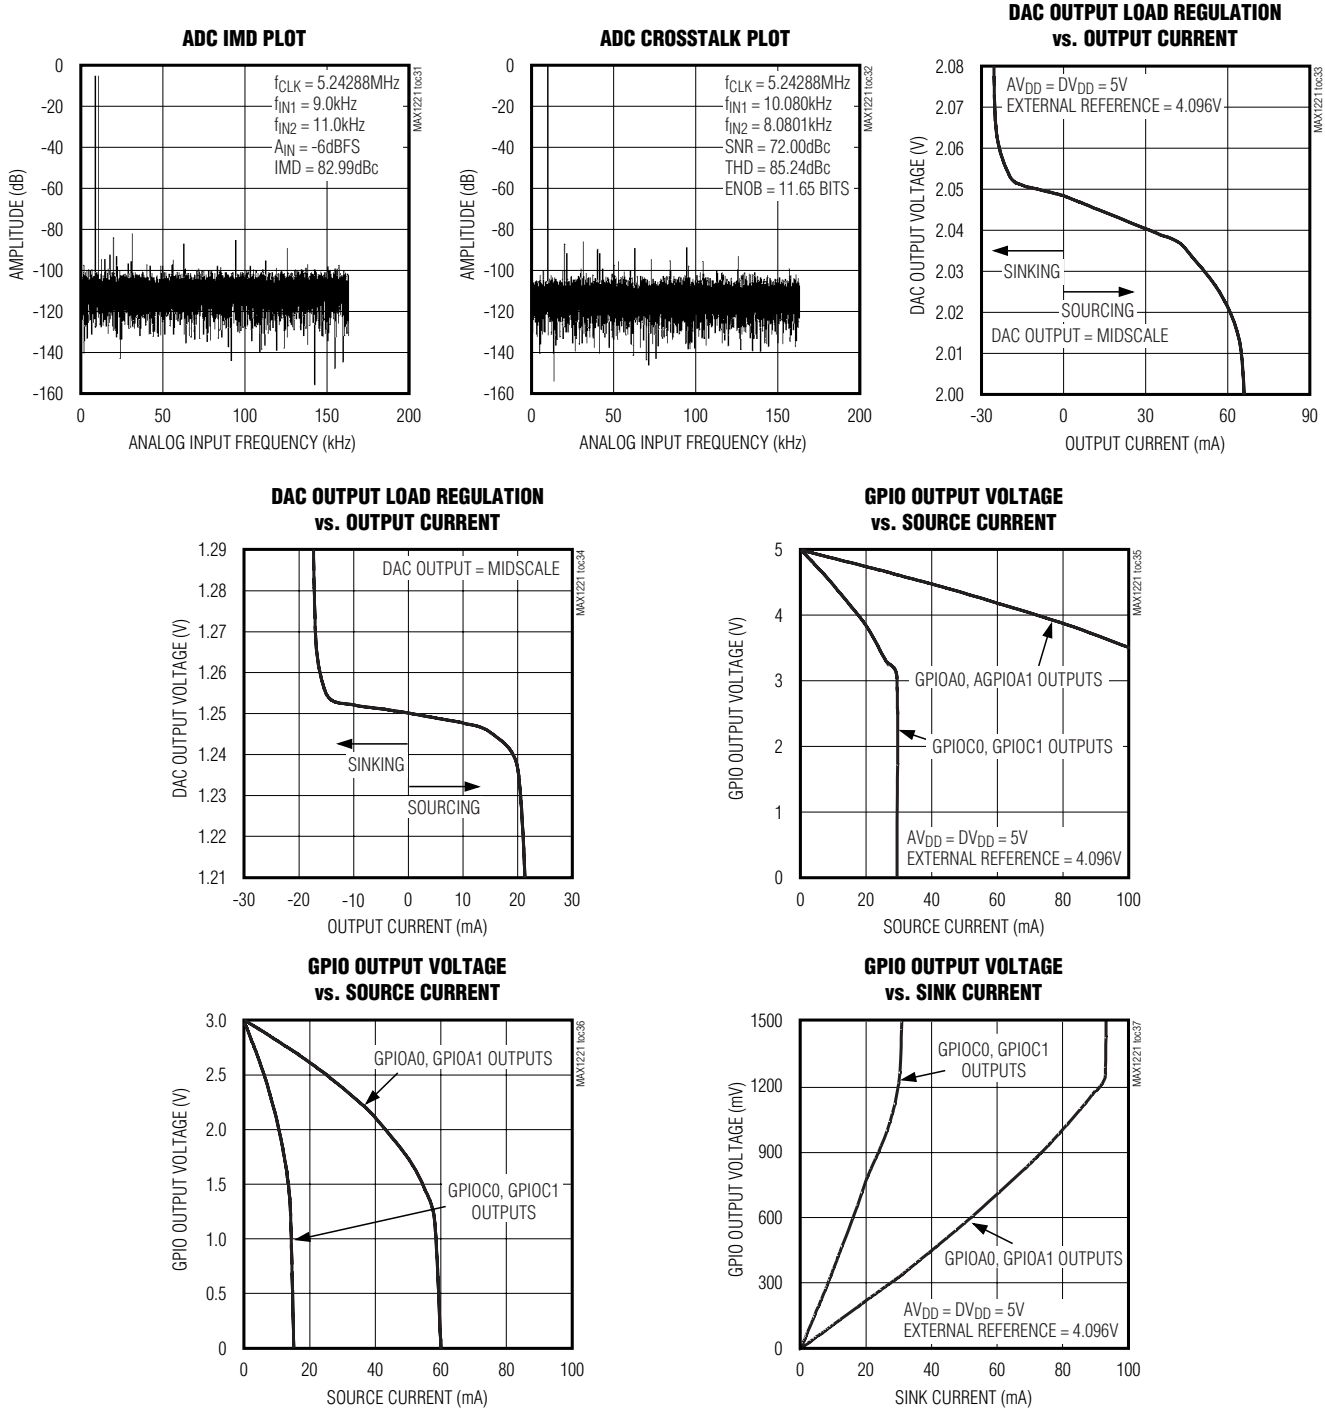 ADC IMD PLOT
0
-20
-40
-60
-80
-100
-120
-140
-160
AMPLITUDE (dB)
fCLK = 5.24288MHz
fIN1 = 9.0kHz
fIN2 = 11.0kHz
AIN = -6dBFS
IMD = 82.99dBc
MAX1221 toc31
0 50 100 150 200
ANALOG INPUT FREQUENCY (kHz)
ADC CROSSTALK PLOT
0
-20
-40
-60
-80
-100
-120
-140
-160
AMPLITUDE (dB)
fCLK = 5.24288MHz
fIN1 = 10.080kHz
fIN2 = 8.0801kHz
SNR = 72.00dBc
THD = 85.24dBc
ENOB = 11.65 BITS
MAX1221 toc32
0 50 100 150 200
ANALOG INPUT FREQUENCY (kHz)
DAC OUTPUT LOAD REGULATION
vs. OUTPUT CURRENT
2.08
2.07
2.06
2.05
2.04
2.03
2.02
2.01
2.00
DAC OUTPUT VOLTAGE (V)
AVDD = DVDD = 5V
EXTERNAL REFERENCE = 4.096V
SINKING
SOURCING
DAC OUTPUT = MIDSCALE
MAX1221 toc33
-30 0 30 60 90
OUTPUT CURRENT (mA)
DAC OUTPUT LOAD REGULATION
vs. OUTPUT CURRENT
1.29
1.28
1.27
1.26
1.25
1.24
1.23
1.22
1.21
DAC OUTPUT VOLTAGE (V)
DAC OUTPUT = MIDSCALE
SINKING
SOURCING
MAX1221 toc34
-30 -20 -10 0 10 20 30
OUTPUT CURRENT (mA)
GPIO OUTPUT VOLTAGE
vs. SOURCE CURRENT
5
4
3
2
1
0
GPIO OUTPUT VOLTAGE (V)
GPIOA0, AGPIOA1 OUTPUTS
GPIOC0, GPIOC1 OUTPUTS
AVDD = DVDD = 5V
EXTERNAL REFERENCE = 4.096V
MAX1221 toc35
0 20 40 60 80 100
SOURCE CURRENT (mA)
GPIO OUTPUT VOLTAGE
vs. SOURCE CURRENT
3.0
2.5
2.0
1.5
1.0
0.5
0
GPIO OUTPUT VOLTAGE (V)
GPIOA0, GPIOA1 OUTPUTS
GPIOC0, GPIOC1
OUTPUTS
MAX1221 toc36
0 20 40 60 80 100
SOURCE CURRENT (mA)
GPIO OUTPUT VOLTAGE
vs. SINK CURRENT
1500
1200
900
600
300
0
GPIO OUTPUT VOLTAGE (mV)
GPIOC0, GPIOC1
OUTPUTS
GPIOA0, GPIOA1 OUTPUTS
AVDD = DVDD = 5V
EXTERNAL REFERENCE = 4.096V
MAX1221 toc37
0 20 40 60 80 100
SINK CURRENT (mA)